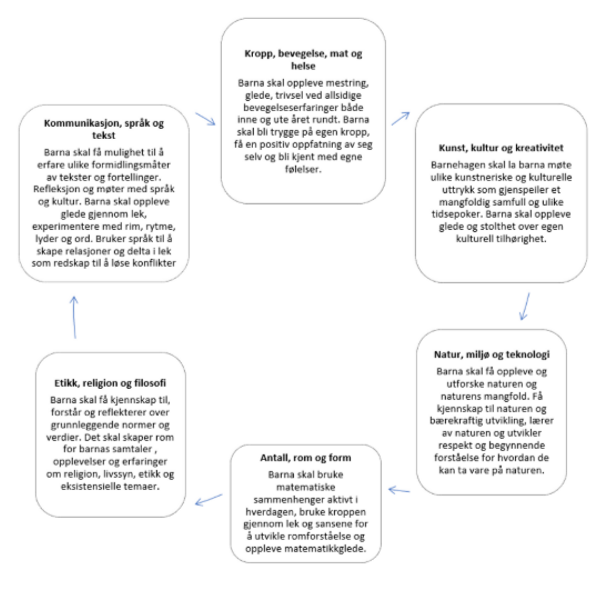 Kropp, bevegelse, mat og
helse
Barna skal oppleve mestring,
glede, trivsel ved allsidige
bevegelseserfaringer både
inne og ute året rundt. Barna
skal bli trygge på egen kropp,
få en positiv oppfatning av seg
selv og bli kjent med egne
følelser.
Kunst, kultur og kreativitet
Barnehagen skal la barna møte
ulike kunstneriske og kulturelle
uttrykk som gjenspeiler et
mangfoldig samfull og ulike
tidsepoker. Barna skal oppleve
glede og stolthet over egen
kulturell tilhørighet.
Natur, miljø og teknologi
Barna skal få oppleve og
utforske naturen og
naturens mangfold. Få
kjennskap til naturen og
bærekraftig utvikling, lærer
av naturen og utvikler
respekt og begynnende
forståelse for hvordan de
kan ta vare på naturen.
Antall, rom og form
Barna skal bruke
matematiske
sammenhenger aktivt i
hverdagen, bruke kroppen
gjennom lek og sansene for
å utvikle romforståelse og
oppleve matematikkglede.
Etikk, religion og filosofi
Barna skal få kjennskap til,
forstår og reflekterer over
grunnleggende normer og
verdier. Det skal skaper rom
for barnas samtaler ,
opplevelser og erfaringer
om religion, livssyn, etikk og
eksistensielle temaer.
Kommunikasjon, språk og
tekst
Barna skal få mulighet til å
erfare ulike formidlingsmåter
av tekster og fortellinger.
Refleksjon og møter med språk
og kultur. Barna skal oppleve
glede gjennom lek,
experimentere med rim, rytme,
lyder og ord. Bruker språk til å
skape relasjoner og delta i lek
som redskap til å løse konflikter